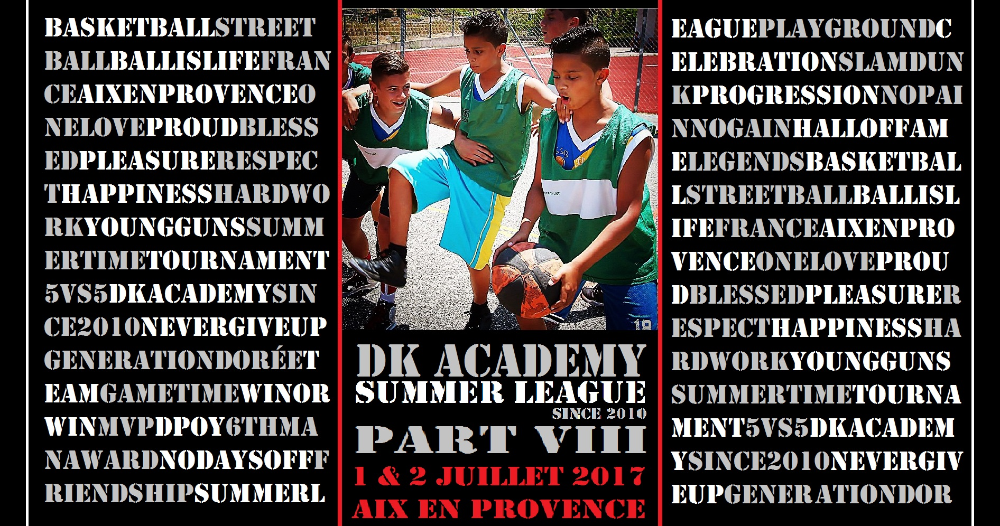 BASKETBALLSTREET
BALLBALLISLIFEFRAN
CEAIXENPROVENCEO
NELOVEPROUDBLESS
EDPLEASURERESPEC
THAPPINESSHARDWO
RKYOUNGGUNSSUMM
ERTIMETOURNAMENT
5VS5DKACADEMYSIN
CE2010NEVERGIVEUP
GENERATIONDORÉET
EAMGAMETIMEWINOR
WINMVPDPOY6THMA
NAWARDNODAYSOFFF
RIENDSHIPSUMMERL
DK ACADEMY
SUMMER LEAGUE
SINCE 2010
PART VIII
1 & 2 JUILLET 2017
AIX EN PROVENCE
EAGUEPLAYGROUNDC
ELEBRATIONSLAMDUN
KPROGRESSIONNOPAI
NNOGAINHALLOFFAM
ELEGENDSBASKETBAL
LSTREETBALLBALLISL
IFEFRANCEAIXENPRO
VENCEONELOVEPROU
DBLESSEDPLEASURER
ESPECTHAPPINESSHA
RDWORKYOUNGGUNS
SUMMERTIMETOURNA
MENT5VS5DKACADEM
YSINCE2010NEVERGIV
EUPGENERATIONDOR